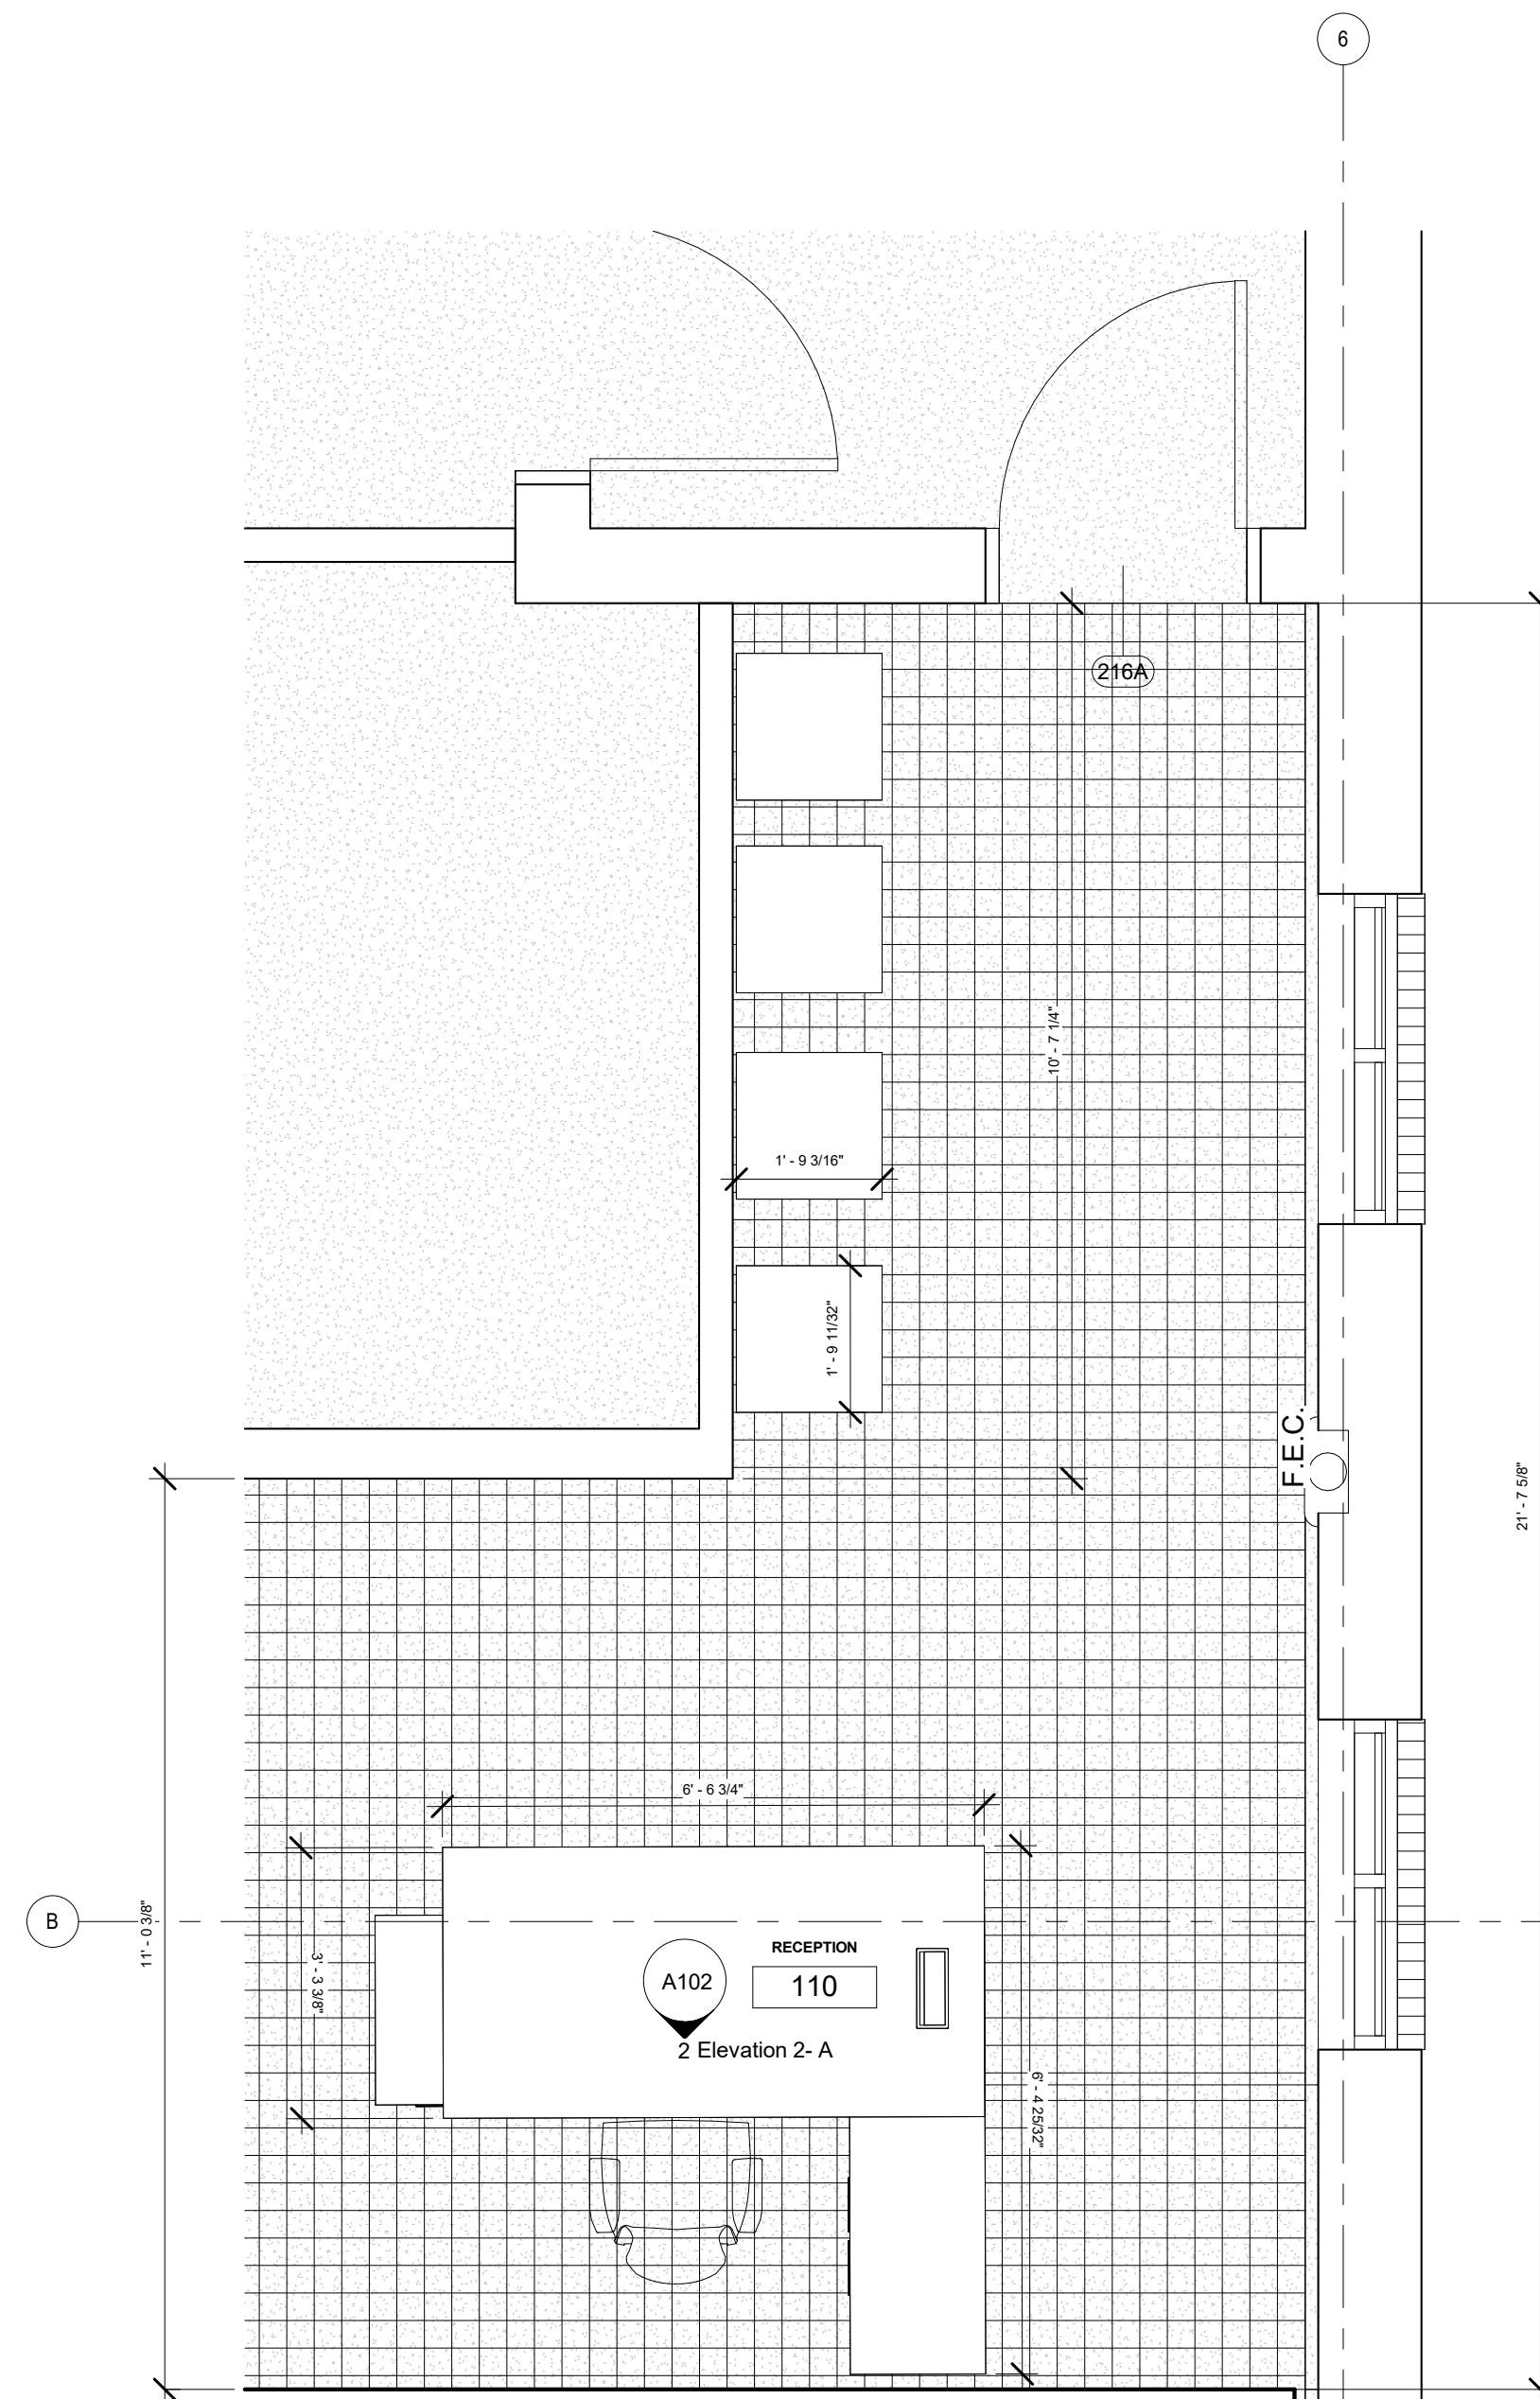 6
216A
10' - 7 1/4"
1' - 9 3/16"
1' - 9 11/32"
F.E.C.
21' - 7 5/8"
6' - 6 3/4"
B
11' - 0 3/8"
3' - 3 3/8"
RECEPTION
A102
110
2 Elevation 2- A
6' - 4 25/32"